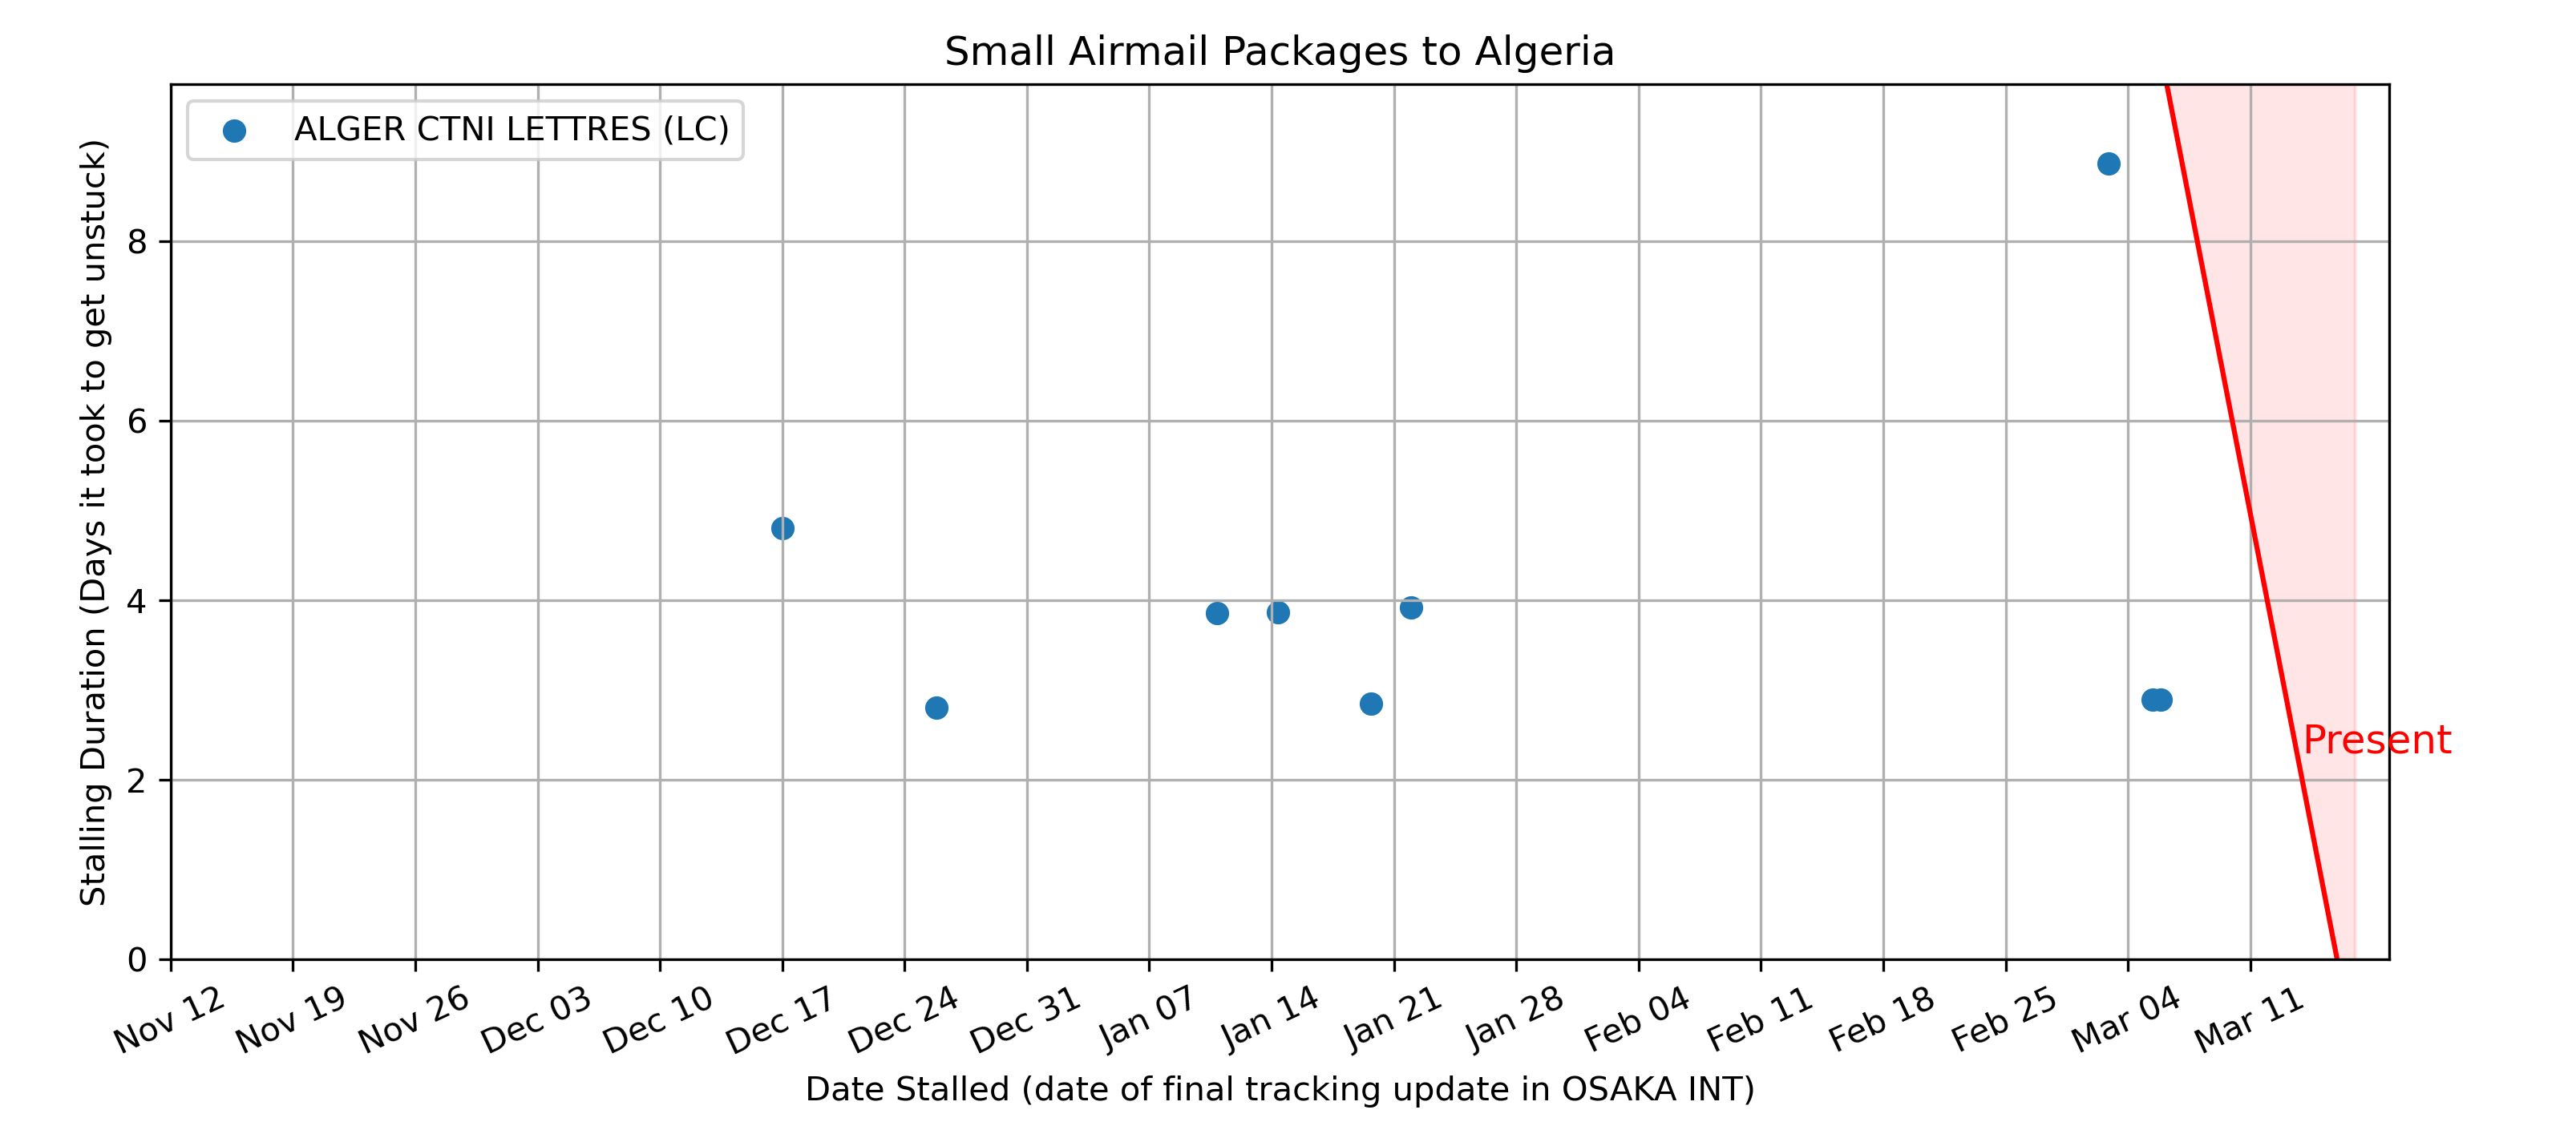 Small Airmail Packages to Algeria
ALGER CTNI LETTRES (LC)
Stalling Duration (Days it took to get unstuck)
8
6
4
2
0
Present
Nov 12
Nov 19
Nov 26
Dec 03
Dec 10
Dec 17
Dec 24
Dec 31
Jan 07
Jan 14
Jan 21
Jan 28
Feb 04
Feb 11
Feb 18
Feb 25
Mar 04
Mar 11
Date Stalled (date of final tracking update in OSAKA INT)